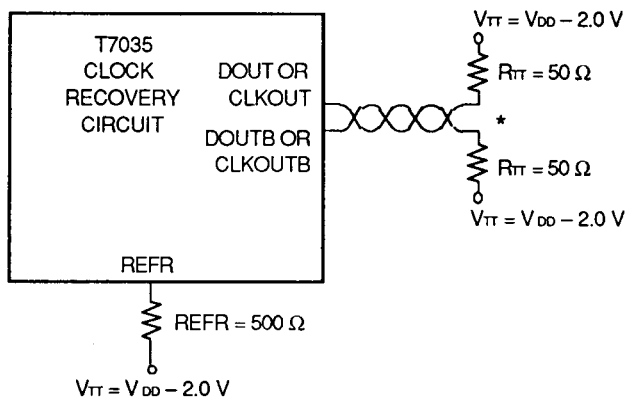 VTT = VDD – 2.0 V
T7035
CLOCK
RECOVERY
CIRCUIT
DOUT OR
CLKOUT
DOUTB OR
CLKOUTB
RTT = 50 Ω
*
RTT = 50 Ω
VTT = VDD – 2.0 V
REFR
REFR = 500 Ω
VTT = VDD – 2.0 V